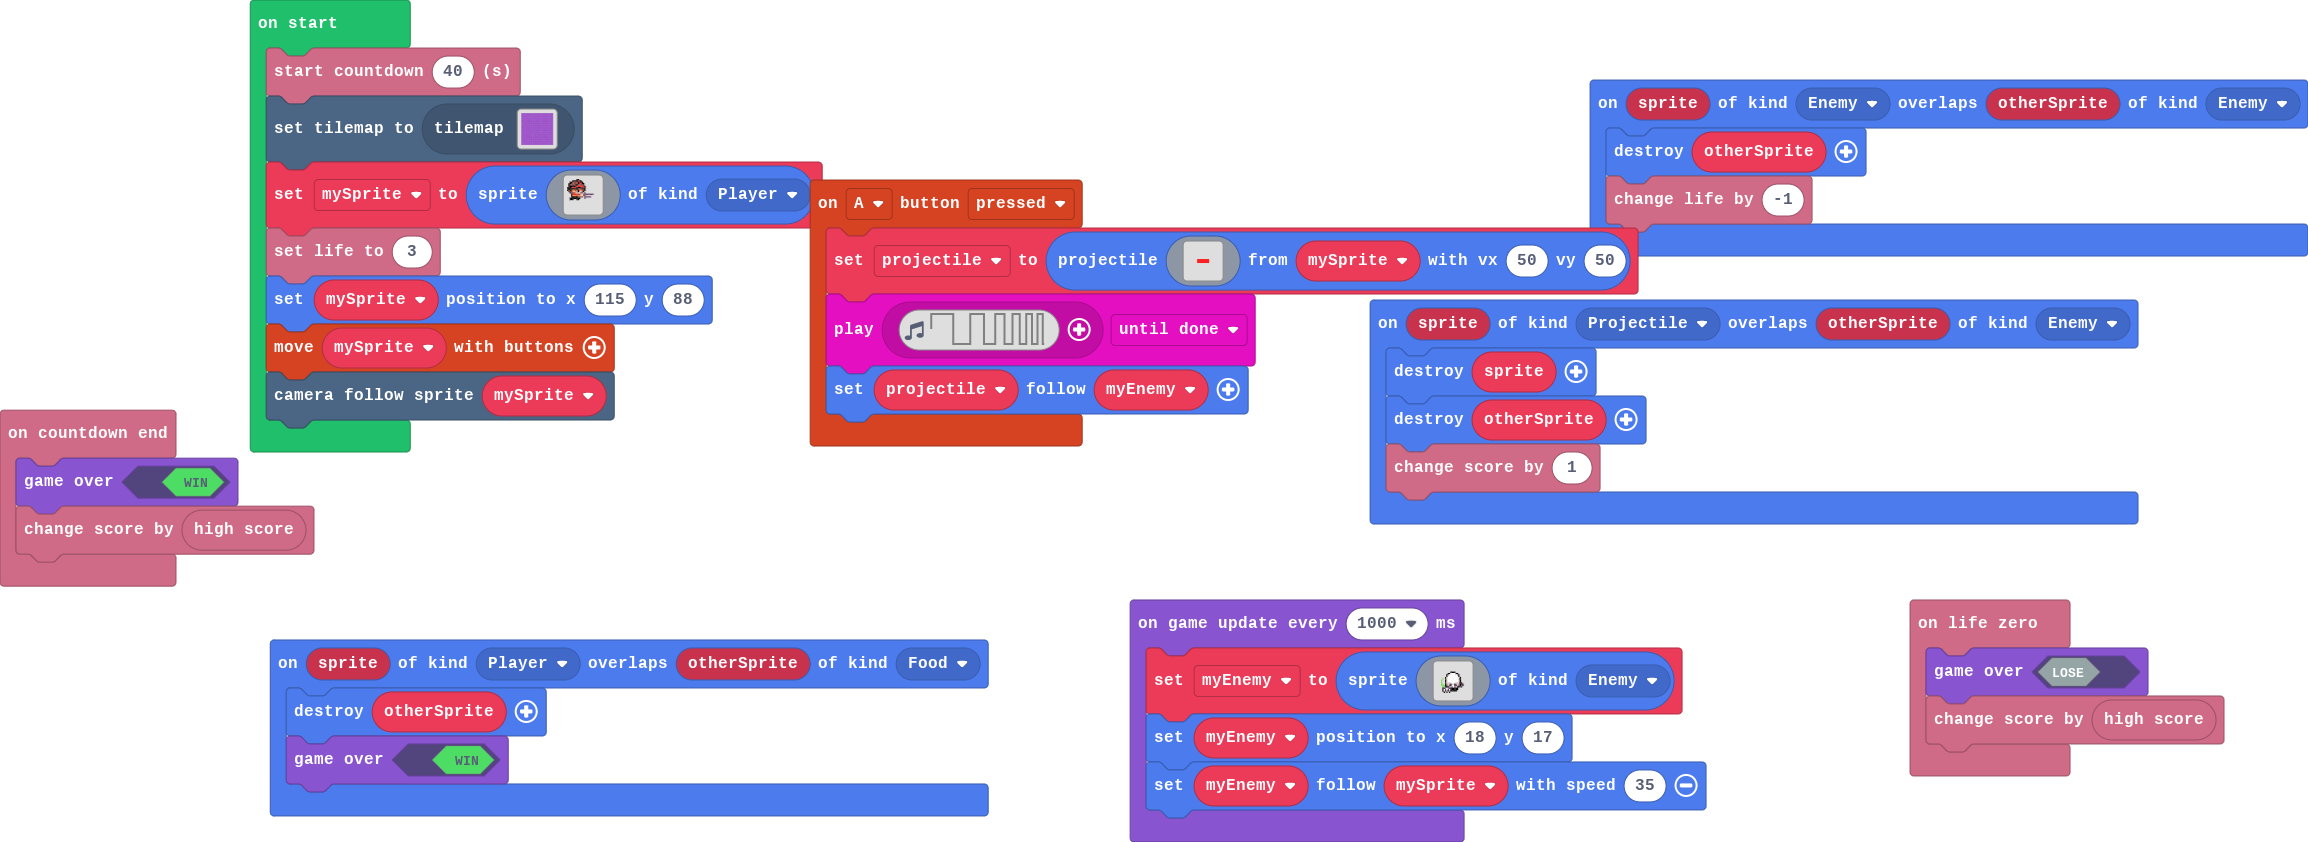 on start
start countdown 40 (s)
set tilemap to tilemap
set mySprite to sprite of kind Player
set life to 3
set mySprite position to x 115 y 88
move mySprite with buttons
camera follow sprite mySprite
on A button pressed
set projectile to projectile from mySprite with vx 50 vy 50
play until done
set projectile follow myEnemy
on sprite of kind Enemy overlaps otherSprite of kind Enemy
destroy otherSprite
change life by -1
on sprite of kind Projectile overlaps otherSprite of kind Enemy
destroy sprite
destroy otherSprite
change score by 1
on countdown end
game over WIN
change score by high score
on sprite of kind Player overlaps otherSprite of kind Food
destroy otherSprite
game over WIN
on game update every 1000 ms
set myEnemy to sprite of kind Enemy
set myEnemy position to x 18 y 17
set myEnemy follow mySprite with speed 35
on life zero
game over LOSE
change score by high score